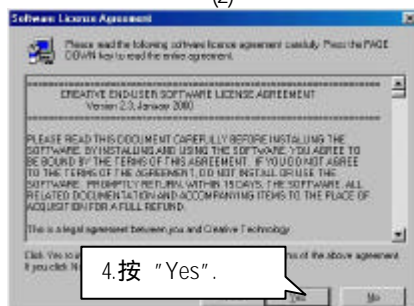 (2)
Software License Agreement
Please read the following software license agreement carefully. Press the PAGE
DOWN key to read the entire agreement.
CREATIVE END-USER SOFTWARE LICENSE AGREEMENT
Version 2.3, January 2000
PLEASE READ THIS DOCUMENT CAREFULLY BEFORE INSTALLING THE
SOFTWARE. BY INSTALLING AND USING THE SOFTWARE, YOU AGREE TO
BE BOUND BY THE TERMS OF THIS AGREEMENT. IF YOU DO NOT AGREE
TO THE TERMS OF THE AGREEMENT, DO NOT INSTALL OR USE THE
SOFTWARE. PROMPTLY RETURN, WITHIN 15 DAYS, THE SOFTWARE, ALL
RELATED DOCUMENTATION AND ACCOMPANYING ITEMS TO THE PLACE OF
ACQUISITION FOR A FULL REFUND.
This is a legal agreement between you and Creative Technology
Click Yes to ms of the above agreement
If you click No
4.按 "Yes".
Yes No